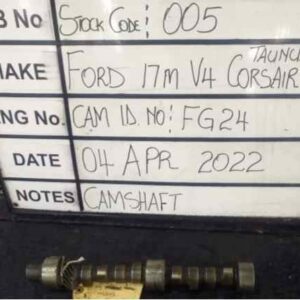 B No STOCK CODE: 005
MAKE FORD 17M V4 CORSAIR TAUNU
NG No. CAM ID NO: FG24
DATE 04 APR 2022
NOTES CAMSHAFT